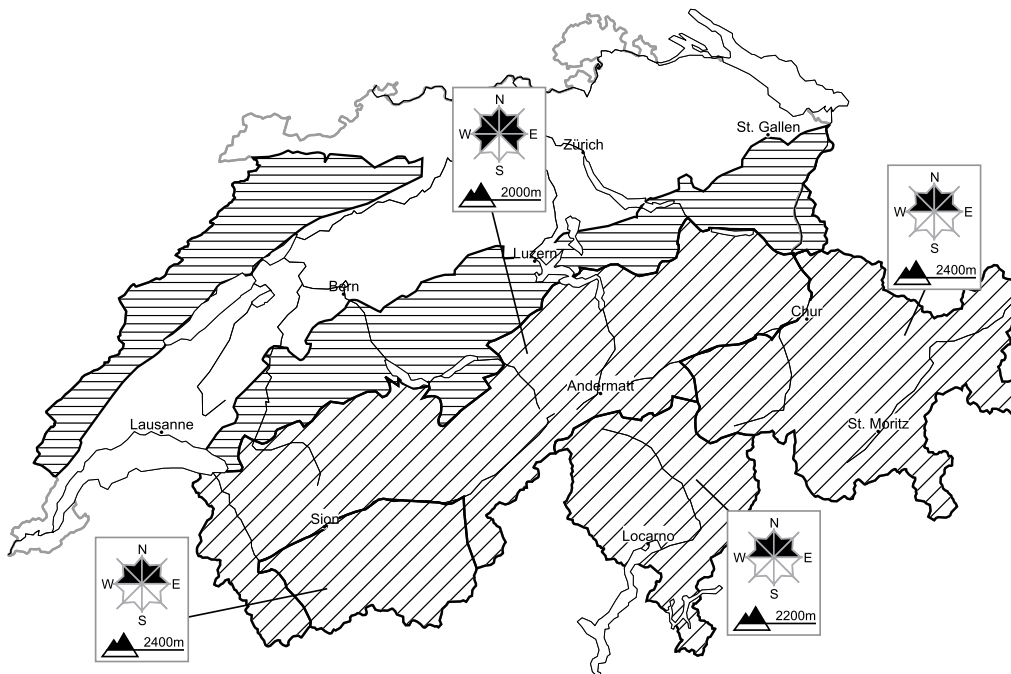 St. Gallen
Zürich
N
W E
S
2000m
N
W E
S
2400m
Luzern
Bern
Chur
Andermatt
Lausanne
St. Moritz
Sion
Locarno
N
W E
S
2400m
N
W E
S
2200m